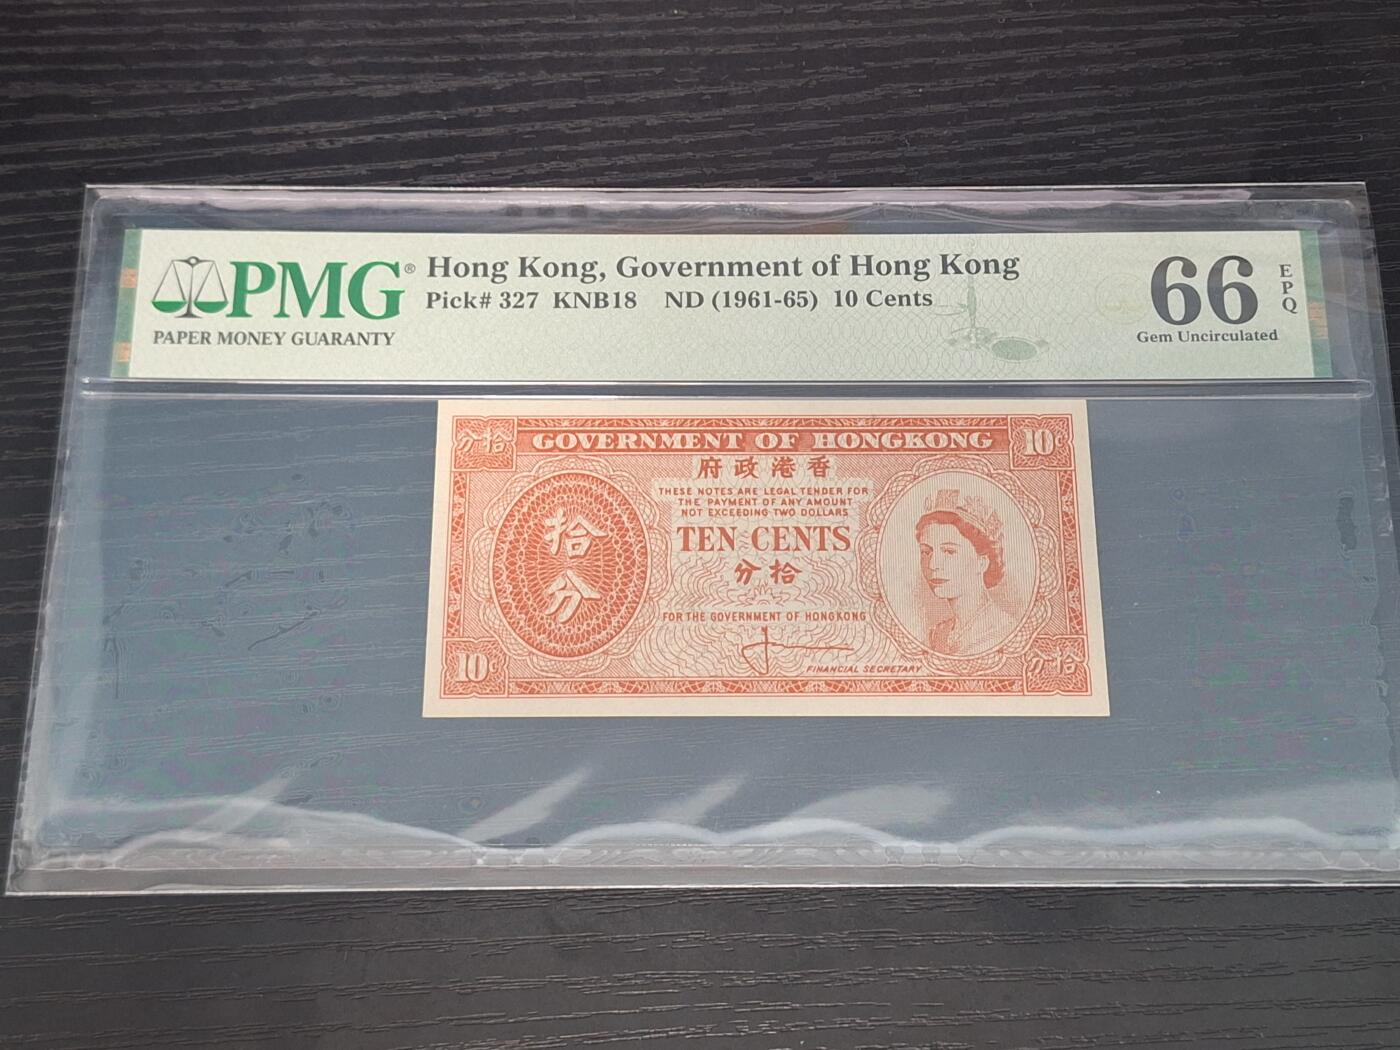 PMG®
PAPER MONEY GUARANTY
Hong Kong, Government of Hong Kong
Pick# 327 KNB18 ND (1961-65) 10 Cents
66 EPQ
Gem Uncirculated
分拾 GOVERNMENT OF HONGKONG 10¢
府政港香
THESE NOTES ARE LEGAL TENDER FOR
THE PAYMENT OF ANY AMOUNT
NOT EXCEEDING TWO DOLLARS
拾分
TEN CENTS
分拾
FOR THE GOVERNMENT OF HONGKONG
FINANCIAL SECRETARY
10¢ 分拾